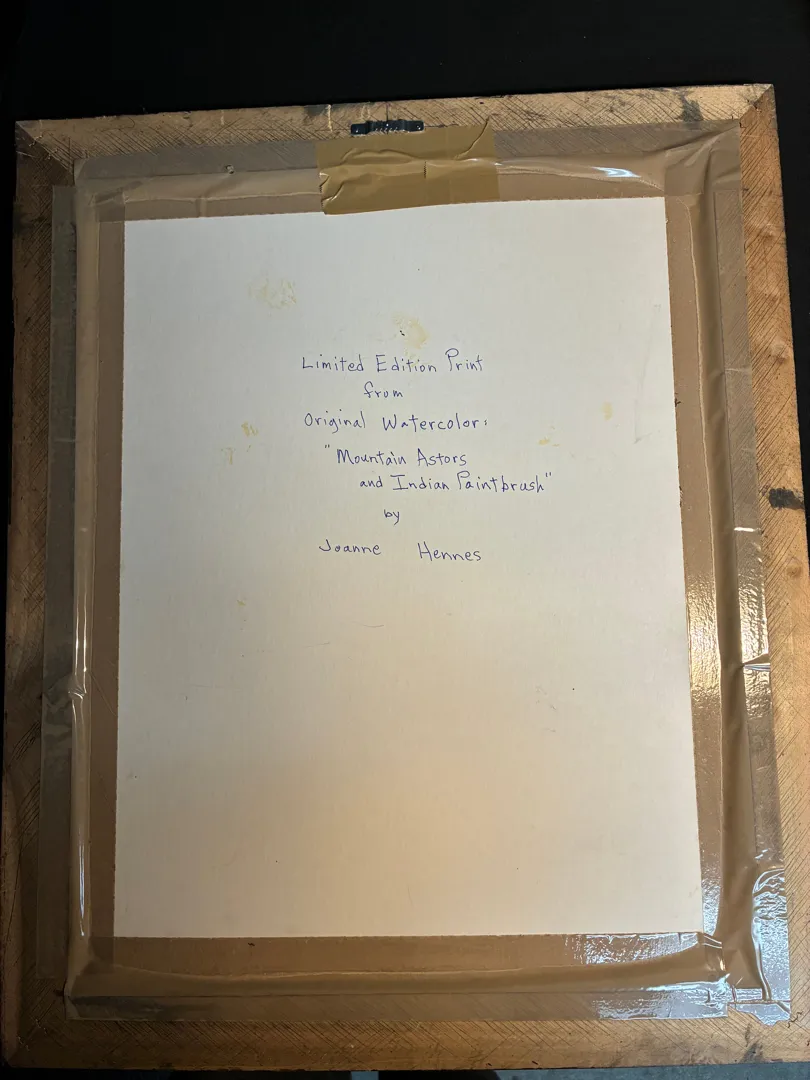 Limited Edition Print
from
Original Watercolor:
"Mountain Astors
and Indian Paintbrush"
by
Joanne Hennes